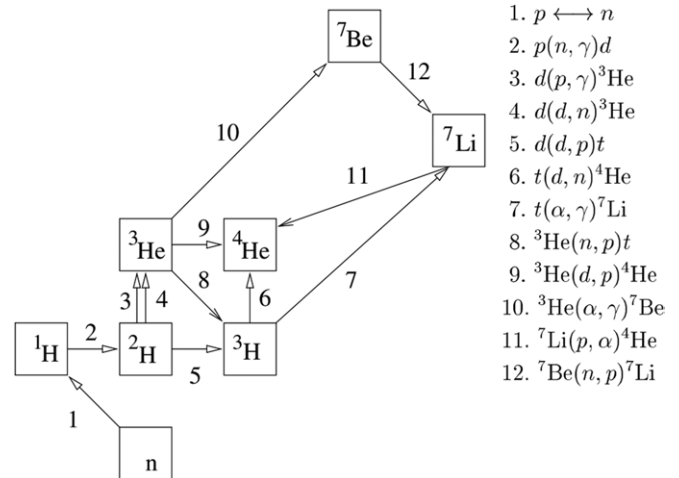 ⁷Be
12
10
⁷Li
11
³He
9
⁴He
8
7
3
4
6
¹H
2
²H
5
³H
1
n
1. p ⟷ n
2. p(n, γ)d
3. d(p, γ)³He
4. d(d, n)³He
5. d(d, p)t
6. t(d, n)⁴He
7. t(α, γ)⁷Li
8. ³He(n, p)t
9. ³He(d, p)⁴He
10. ³He(α, γ)⁷Be
11. ⁷Li(p, α)⁴He
12. ⁷Be(n, p)⁷Li